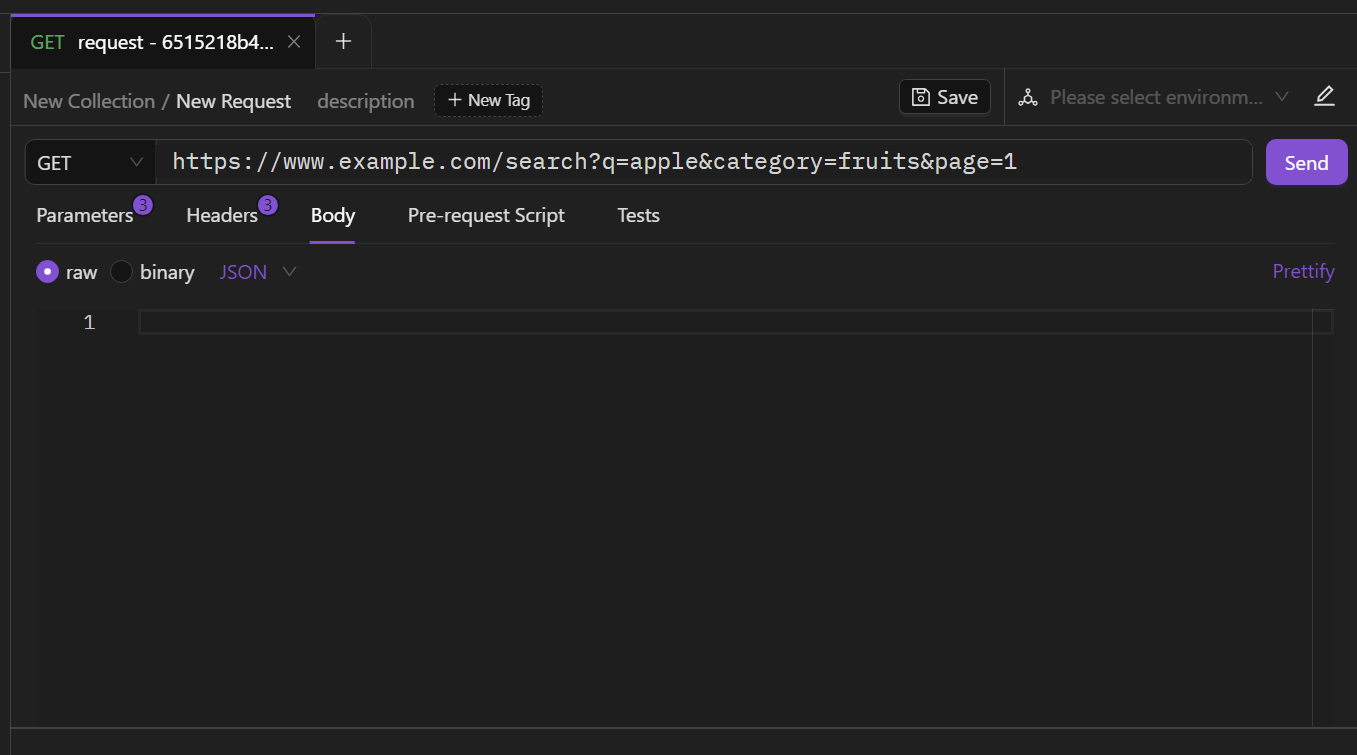 GET request - 6515218b4...
New Collection / New Request description + New Tag Save Please select environm...
GET https://www.example.com/search?q=apple&category=fruits&page=1 Send
Parameters 3 Headers 3 Body Pre-request Script Tests
raw binary JSON Prettify
1